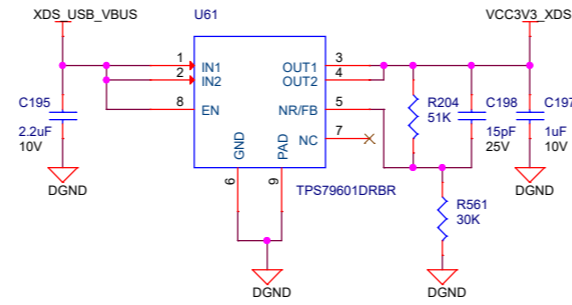 XDS_USB_VBUS
U61
VCC3V3_XDS
1
IN1
OUT1
3
2
IN2
OUT2
4
8
EN
NR/FB
5
NC
7
GND
PAD
6
9
TPS79601DRBR
C195
2.2uF
10V
R204
51K
C198
15pF
25V
C197
1uF
10V
R561
30K
DGND
DGND
DGND
DGND